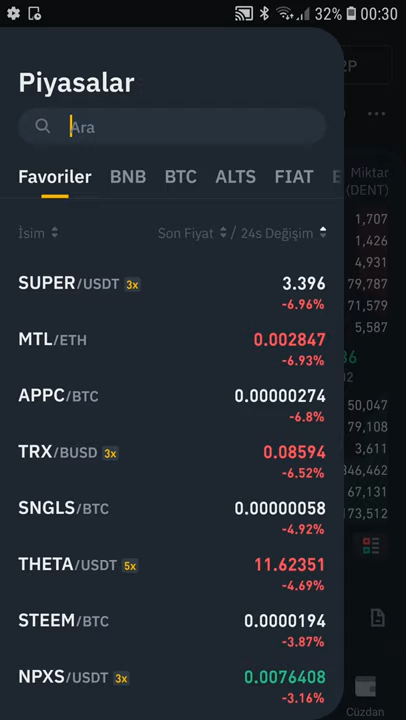 32% 00:30
2P
Piyasalar
Ara
Favoriler BNB BTC ALTS FIAT
Miktar
(DENT)
İsim Son Fiyat / 24s Değişim
1,707
1,426
4,931
79,787
71,579
5,587
SUPER/USDT 3x 3.396
-6.96%
MTL/ETH 0.002847
-6.93%
APPC/BTC 0.00000274
-6.8%
50,047
79,108
3,611
346,462
67,131
173,512
TRX/BUSD 3x 0.08594
-6.52%
SNGLS/BTC 0.00000058
-4.92%
THETA/USDT 5x 11.62351
-4.69%
STEEM/BTC 0.0000194
-3.87%
NPXS/USDT 3x 0.0076408
-3.16%
Cüzdan